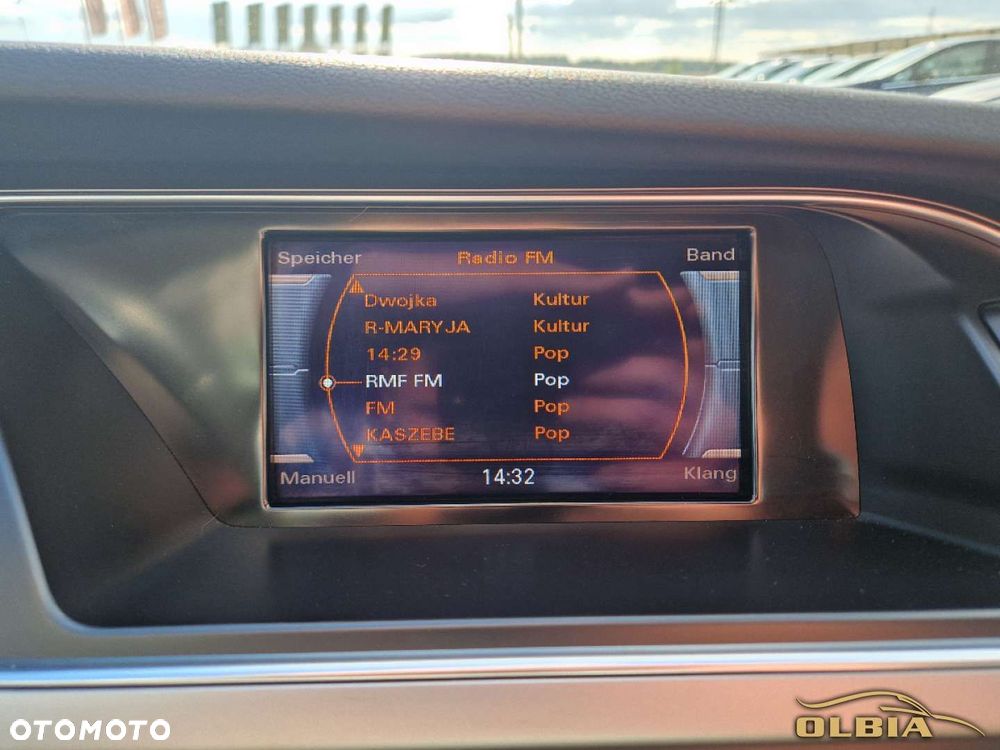 Speicher Radio FM Band
Dwojka Kultur
R-MARYJA Kultur
14:29 Pop
RMF FM Pop
FM Pop
KASZEBE Pop
Manuell 14:32 Klang
OTOMOTO
OLBIA